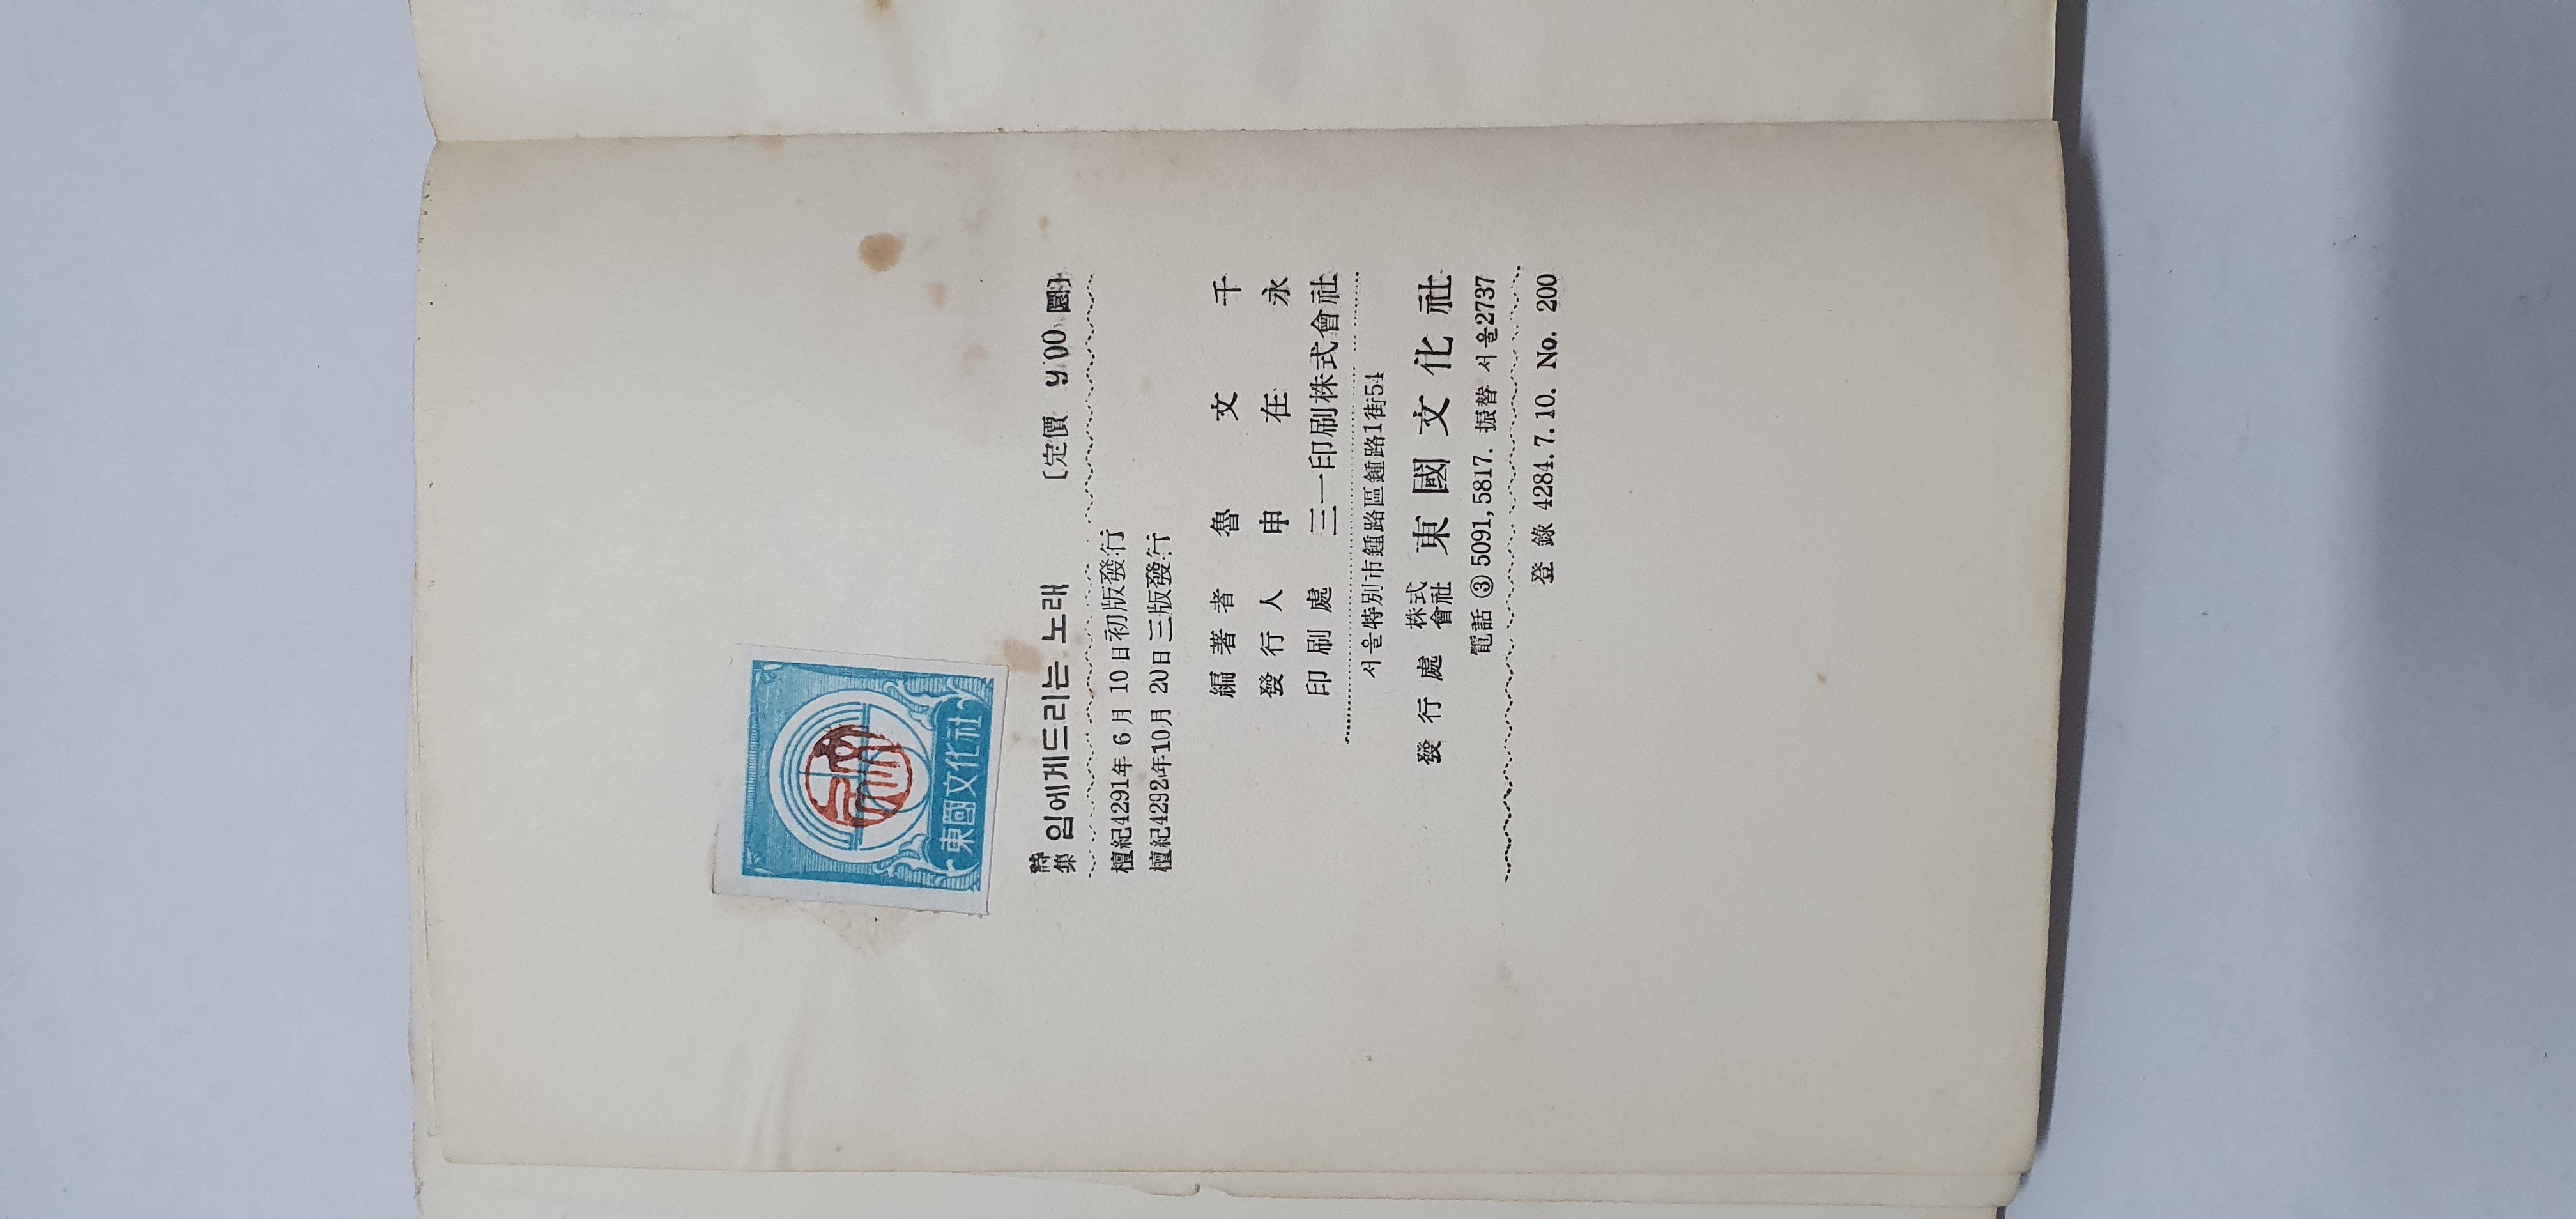 東國文化社
詩集 임에게드리는 노래 [定價 900圜]
檀紀4291年 6月 10日 初版發行
檀紀4292年10月 20日 三版發行
編著者 魯文千
發行人 申在永
印刷處 三一印刷株式會社
서울特別市鍾路區鍾路1街54
發行處 株式會社 東國文化社
電話 ③ 5091,5817. 振替 서울2737
登錄 4284.7.10. No. 200